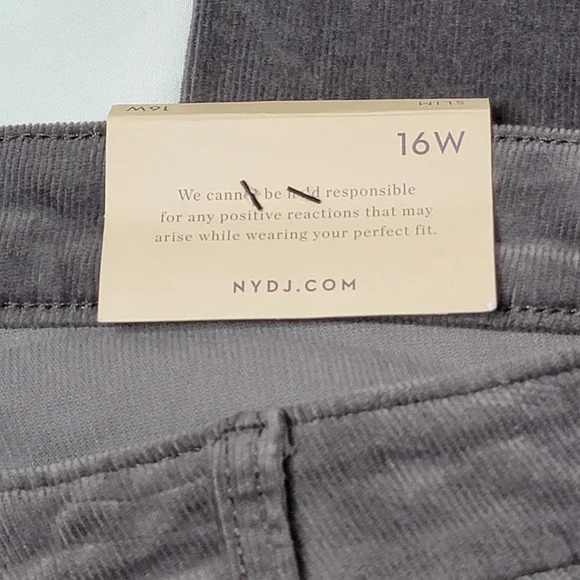 16W SLIM
16W
We cannot be held responsible
for any positive reactions that may
arise while wearing your perfect fit.
NYDJ.COM